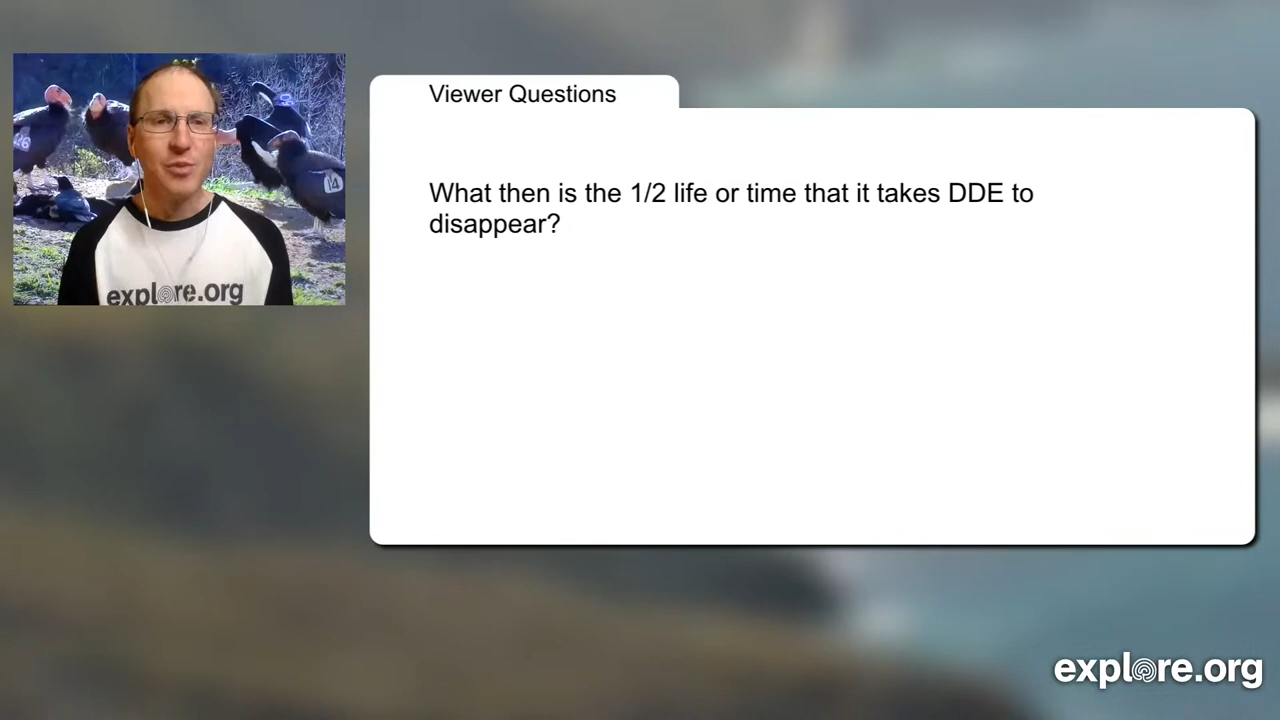 Viewer Questions
What then is the 1/2 life or time that it takes DDE to
disappear?
explore.org
14
explore.org